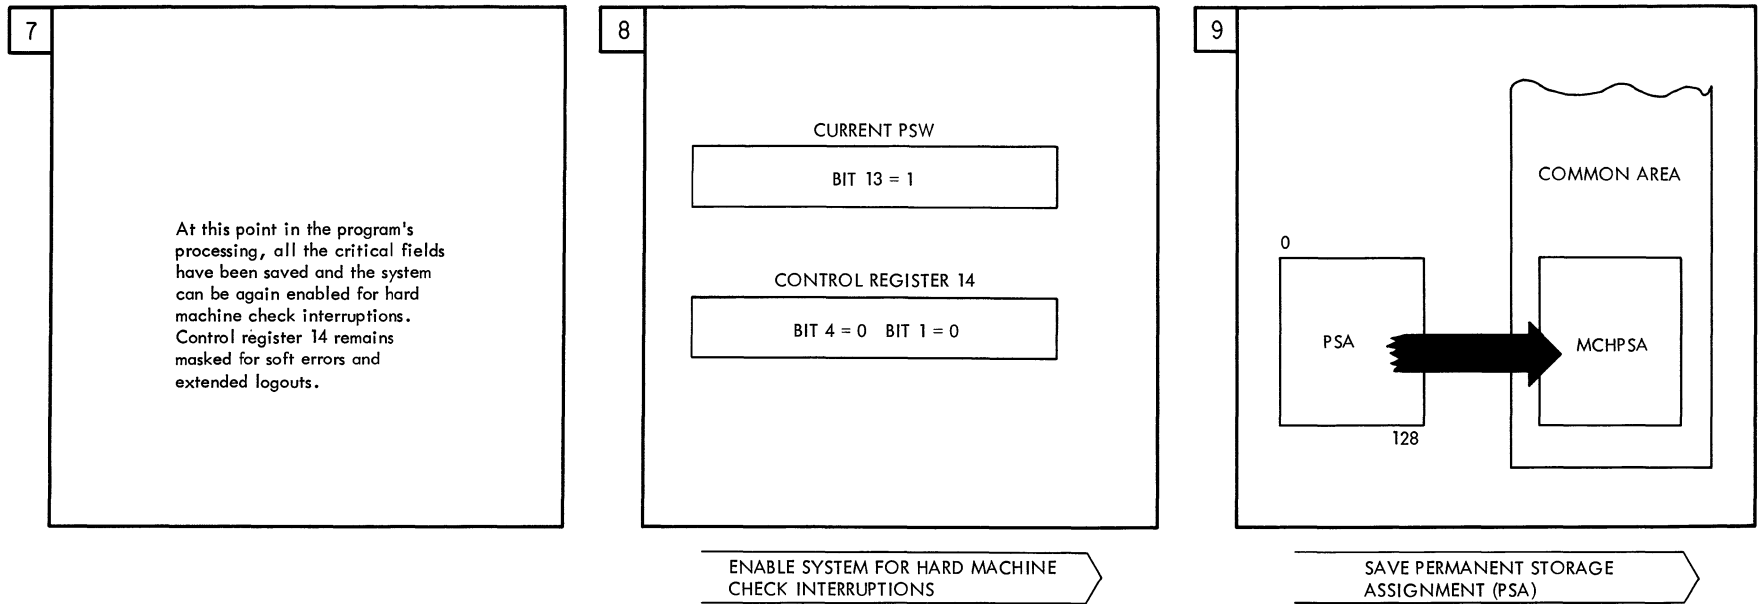 7
At this point in the program's
processing, all the critical fields
have been saved and the system
can be again enabled for hard
machine check interruptions.
Control register 14 remains
masked for soft errors and
extended logouts.
8
CURRENT PSW
BIT 13 = 1
CONTROL REGISTER 14
BIT 4 = 0 BIT 1 = 0
ENABLE SYSTEM FOR HARD MACHINE
CHECK INTERRUPTIONS
9
COMMON AREA
0
PSA
MCHPSA
128
SAVE PERMANENT STORAGE
ASSIGNMENT (PSA)